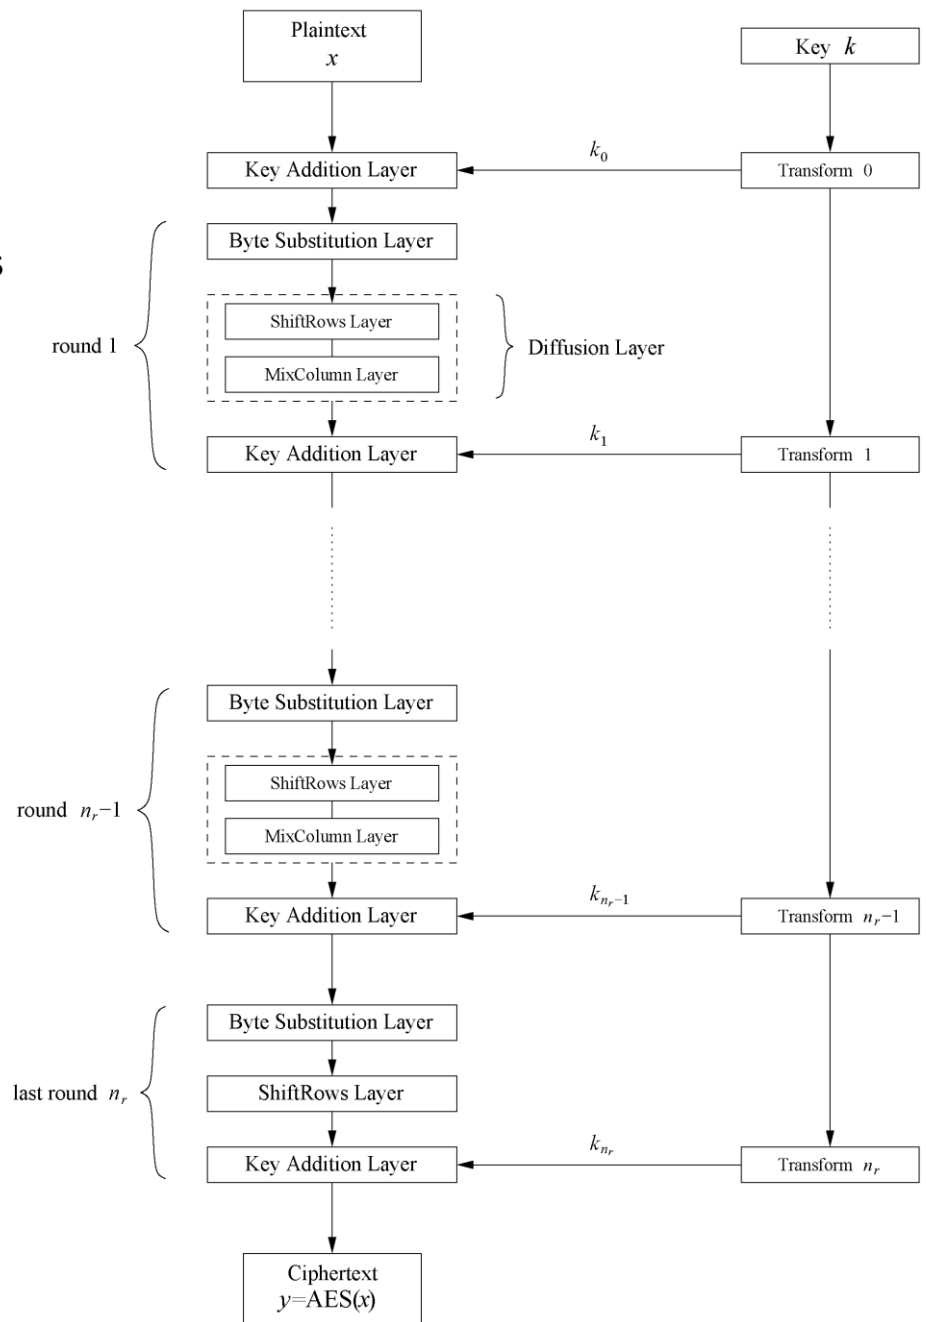 Plaintext
x
Key k
k₀
Key Addition Layer
Transform 0
Byte Substitution Layer
s
ShiftRows Layer
round 1
Diffusion Layer
MixColumn Layer
k₁
Key Addition Layer
Transform 1
Byte Substitution Layer
ShiftRows Layer
round nᵣ−1
MixColumn Layer
kₙᵣ₋₁
Key Addition Layer
Transform nᵣ−1
Byte Substitution Layer
last round nᵣ
ShiftRows Layer
kₙᵣ
Key Addition Layer
Transform nᵣ
Ciphertext
y=AES(x)